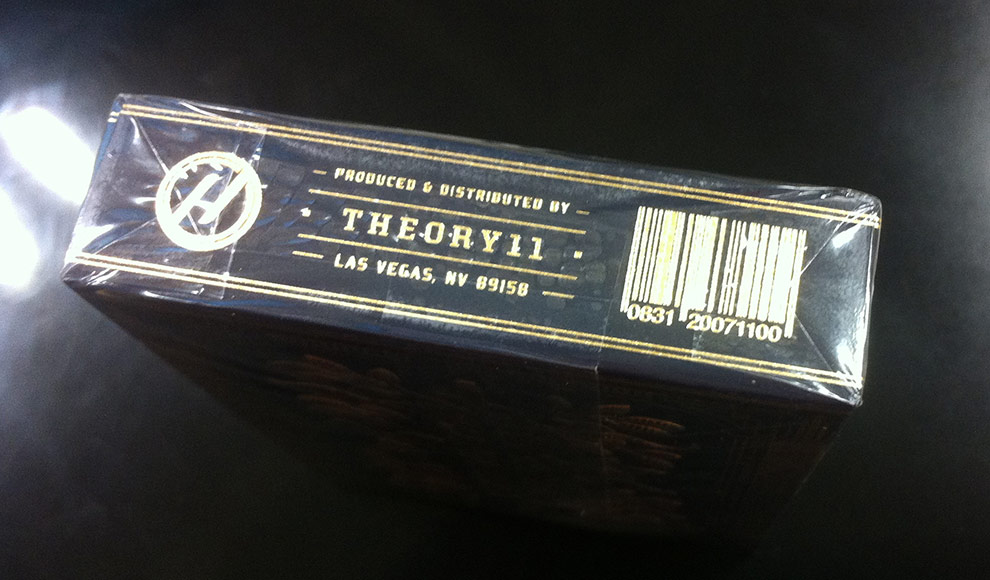 PRODUCED & DISTRIBUTED BY
THEORY11
LAS VEGAS, NV 89158
0831 20071100